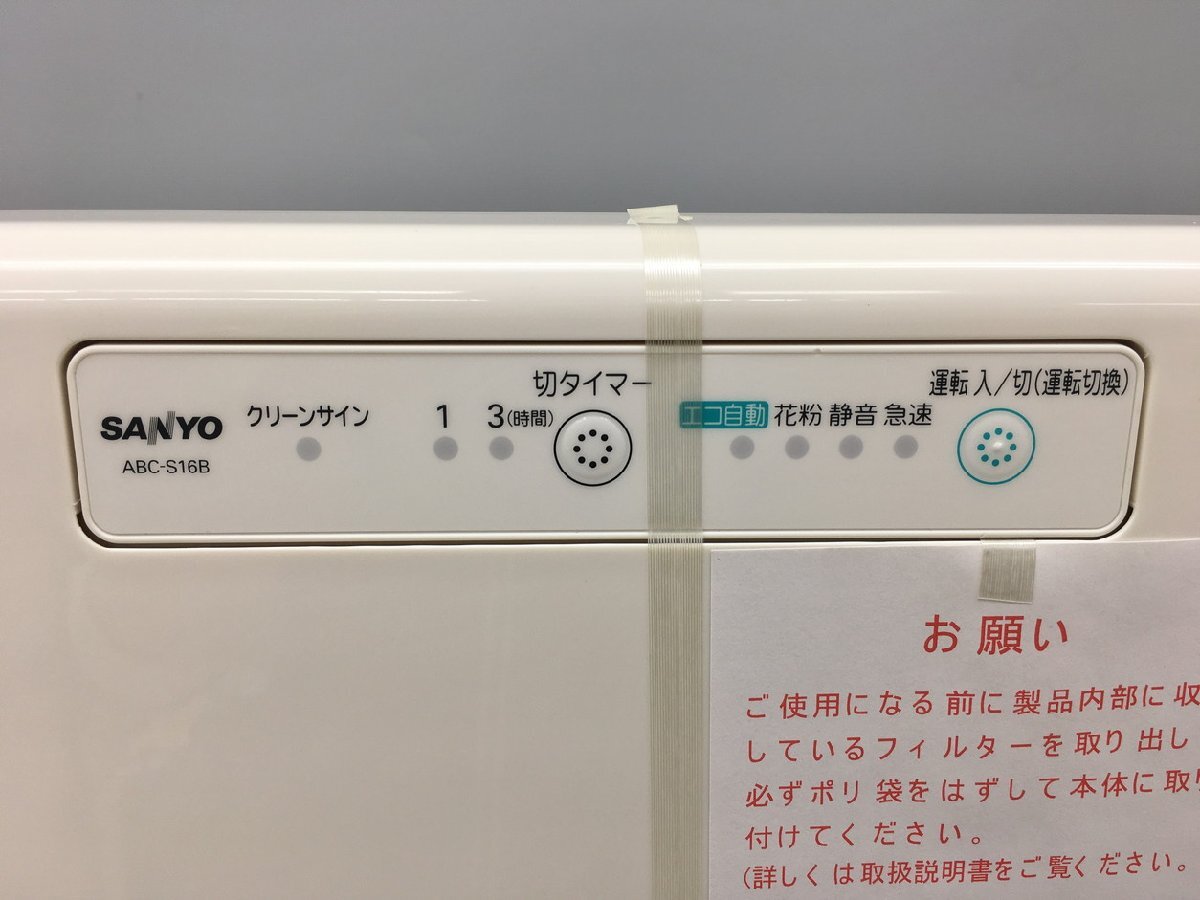 SANYO
ABC-S16B
クリーンサイン
1 3(時間)
切タイマー
エコ自動 花粉 静音 急速
運転 入/切(運転切換)
お願い
ご使用になる前に製品内部に収
しているフィルターを取り出し
必ずポリ袋をはずして本体に取り
付けてください。
(詳しくは取扱説明書をご覧ください。